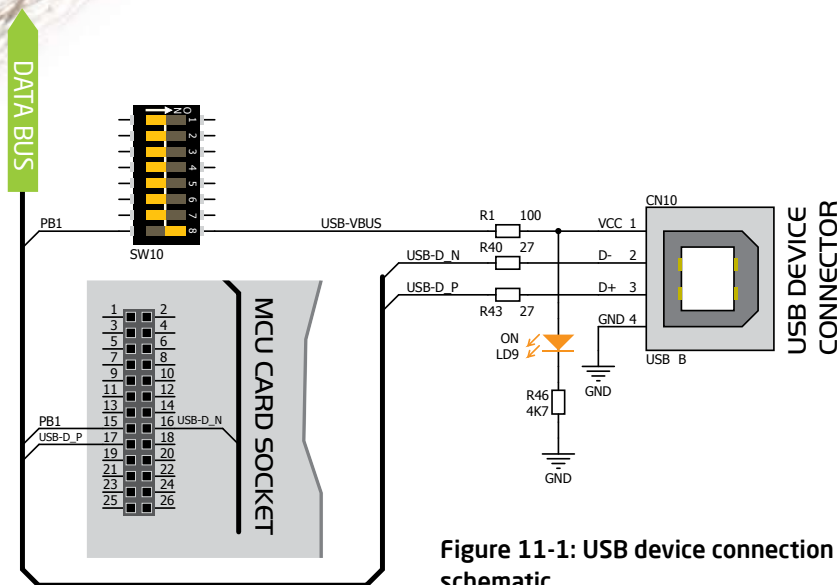 DATA BUS
O
N
1
2
3
4
5
6
7
8
SW10
PB1
USB-VBUS
R1 100
VCC 1
CN10
USB-D_N
R40 27
D- 2
USB-D_P
R43 27
D+ 3
GND 4
USB B
USB DEVICE
CONNECTOR
ON
LD9
R46
4K7
GND
GND
MCU CARD SOCKET
1 2
3 4
5 6
7 8
9 10
11 12
13 14
PB1 15 16 USB-D_N
USB-D_P 17 18
19 20
21 22
23 24
25 26
Figure 11-1: USB device connection
schematic